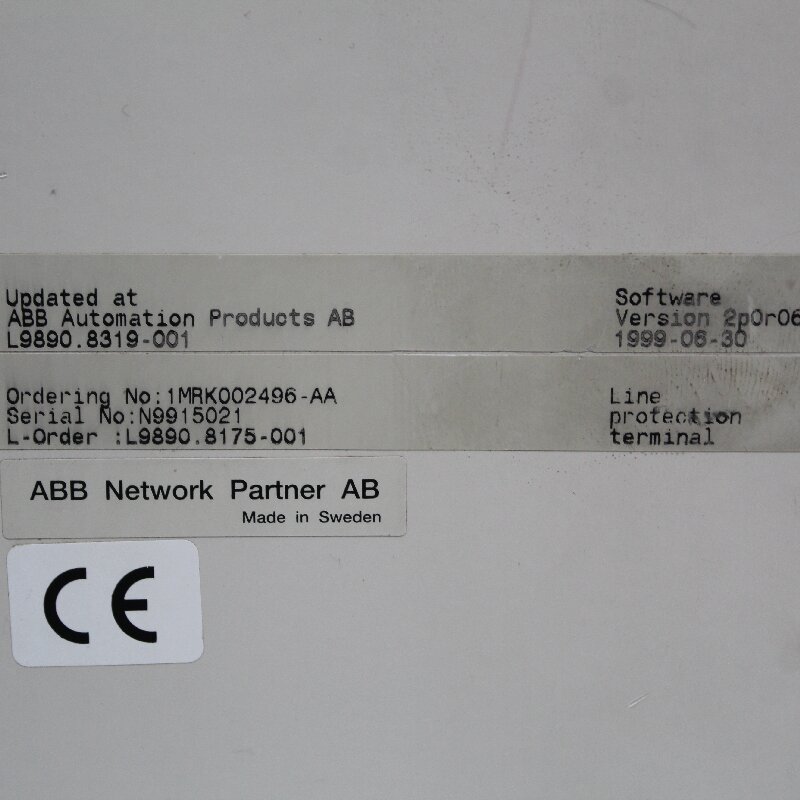 Updated at
ABB Automation Products AB
L9890.8319-001
Software
Version 2p0r06
1999-06-30
Ordering No:1MRK002496-AA
Serial No:N9915021
L-Order :L9890.8175-001
Line
protection
terminal
ABB Network Partner AB
Made in Sweden
CE